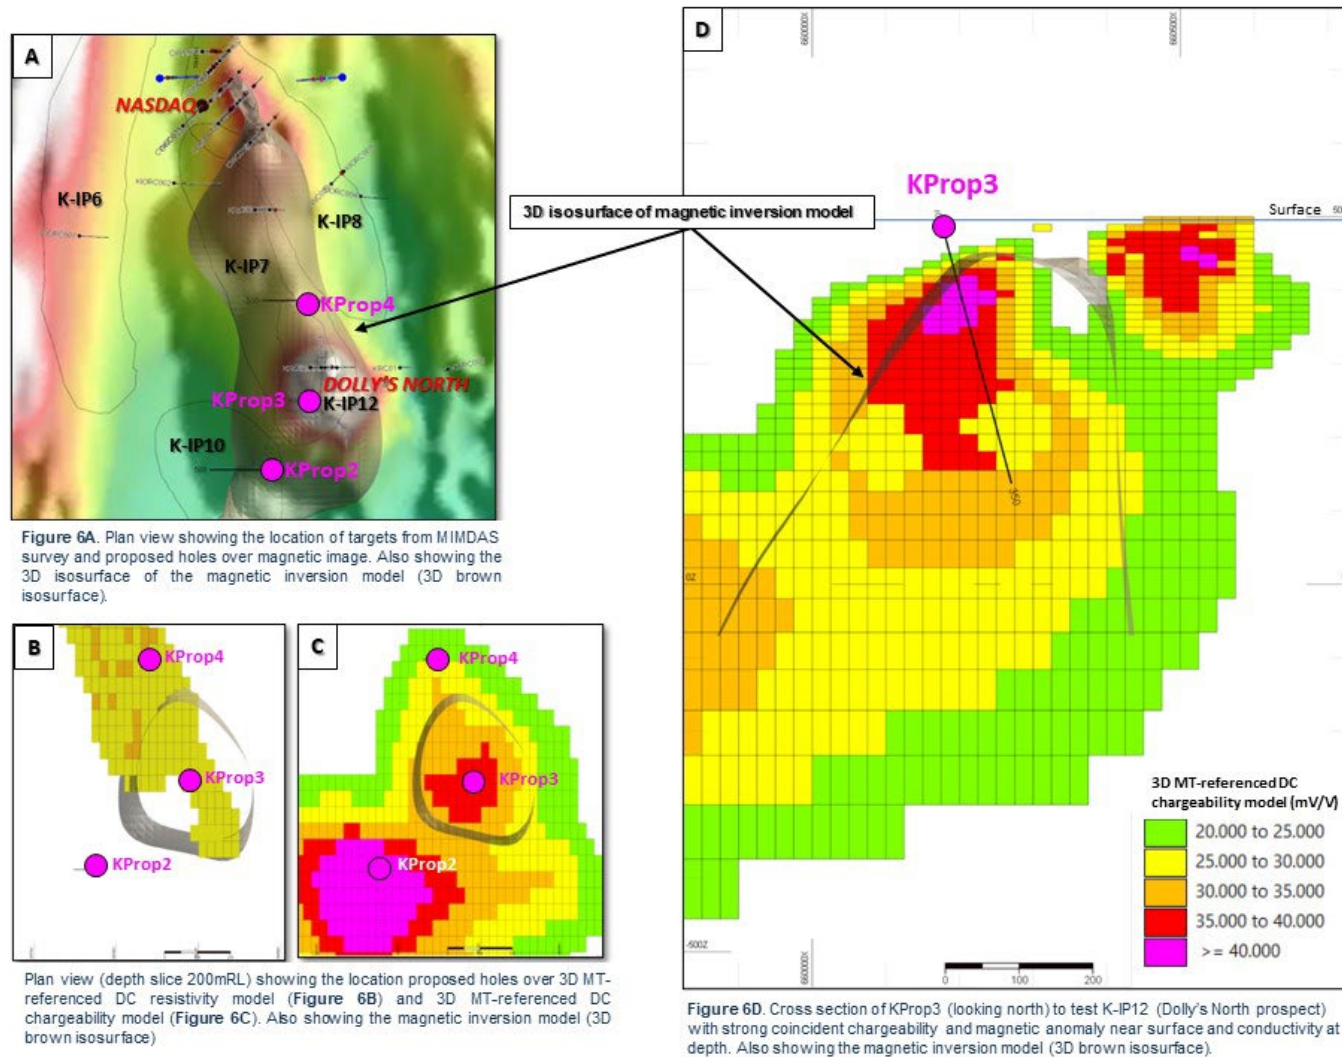 A
NASDAQ
K-IP6
K-IP8
K-IP7
KProp4
DOLLY'S NORTH
KProp3
K-IP12
K-IP10
KProp2
3D isosurface of magnetic inversion model
Figure 6A. Plan view showing the location of targets from MIMDAS
survey and proposed holes over magnetic image. Also showing the
3D isosurface of the magnetic inversion model (3D brown
isosurface).
B
KProp4
KProp3
KProp2
C
KProp4
KProp3
KProp2
Plan view (depth slice 200mRL) showing the location proposed holes over 3D MT-
referenced DC resistivity model (Figure 6B) and 3D MT-referenced DC
chargeability model (Figure 6C). Also showing the magnetic inversion model (3D
brown isosurface)
D
660000X
660500X
KProp3
Surface
50
350
0Z
-500Z
660000X
3D MT-referenced DC
chargeability model (mV/V)
20.000 to 25.000
25.000 to 30.000
30.000 to 35.000
35.000 to 40.000
>= 40.000
0 100 200
Figure 6D. Cross section of KProp3 (looking north) to test K-IP12 (Dolly's North prospect)
with strong coincident chargeability and magnetic anomaly near surface and conductivity at
depth. Also showing the magnetic inversion model (3D brown isosurface).